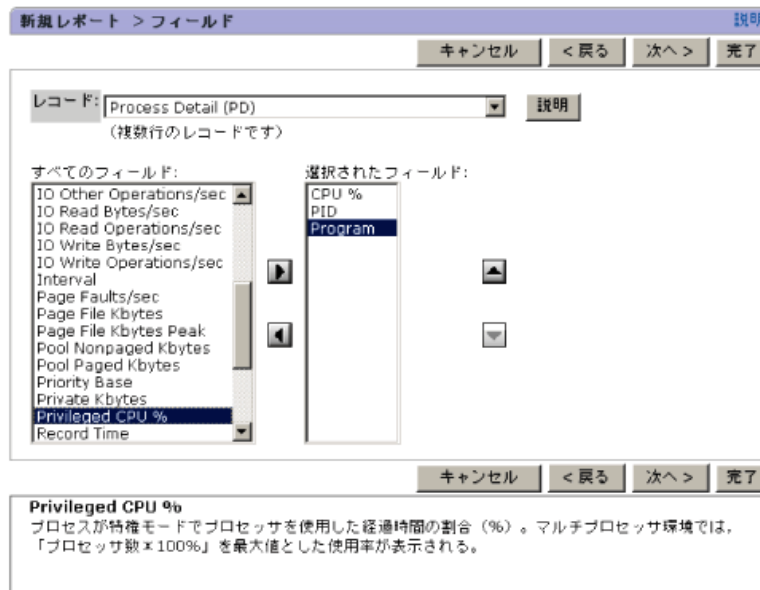 新規レポート ＞フィールド
説明
キャンセル
＜戻る
次へ＞
完了
レコード:
Process Detail (PD)
説明
（複数行のレコードです）
すべてのフィールド:
IO Other Operations/sec
IO Read Bytes/sec
IO Read Operations/sec
IO Write Bytes/sec
IO Write Operations/sec
Interval
Page Faults/sec
Page File Kbytes
Page File Kbytes Peak
Pool Nonpaged Kbytes
Pool Paged Kbytes
Priority Base
Private Kbytes
Privileged CPU %
Record Time
選択されたフィールド:
CPU %
PID
Program
キャンセル
＜戻る
次へ＞
完了
Privileged CPU %
プロセスが特権モードでプロセッサを使用した経過時間の割合（%）。マルチプロセッサ環境では，
「プロセッサ数＊100%」を最大値とした使用率が表示される。